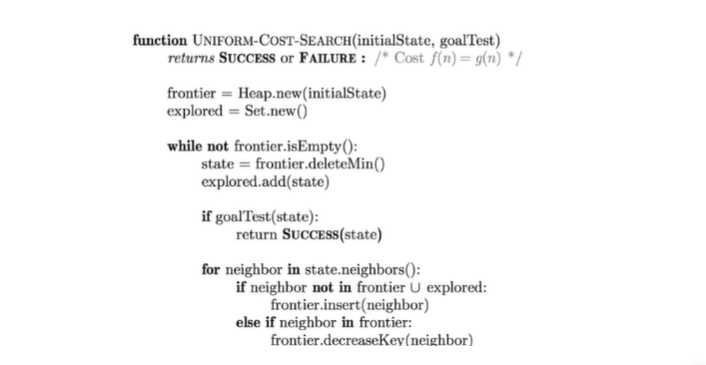 function UNIFORM-COST-SEARCH(initialState, goalTest)
returns SUCCESS or FAILURE : /* Cost f(n) = g(n) */
frontier = Heap.new(initialState)
explored = Set.new()
while not frontier.isEmpty():
state = frontier.deleteMin()
explored.add(state)
if goalTest(state):
return SUCCESS(state)
for neighbor in state.neighbors():
if neighbor not in frontier ∪ explored:
frontier.insert(neighbor)
else if neighbor in frontier:
frontier.decreaseKey(neighbor)